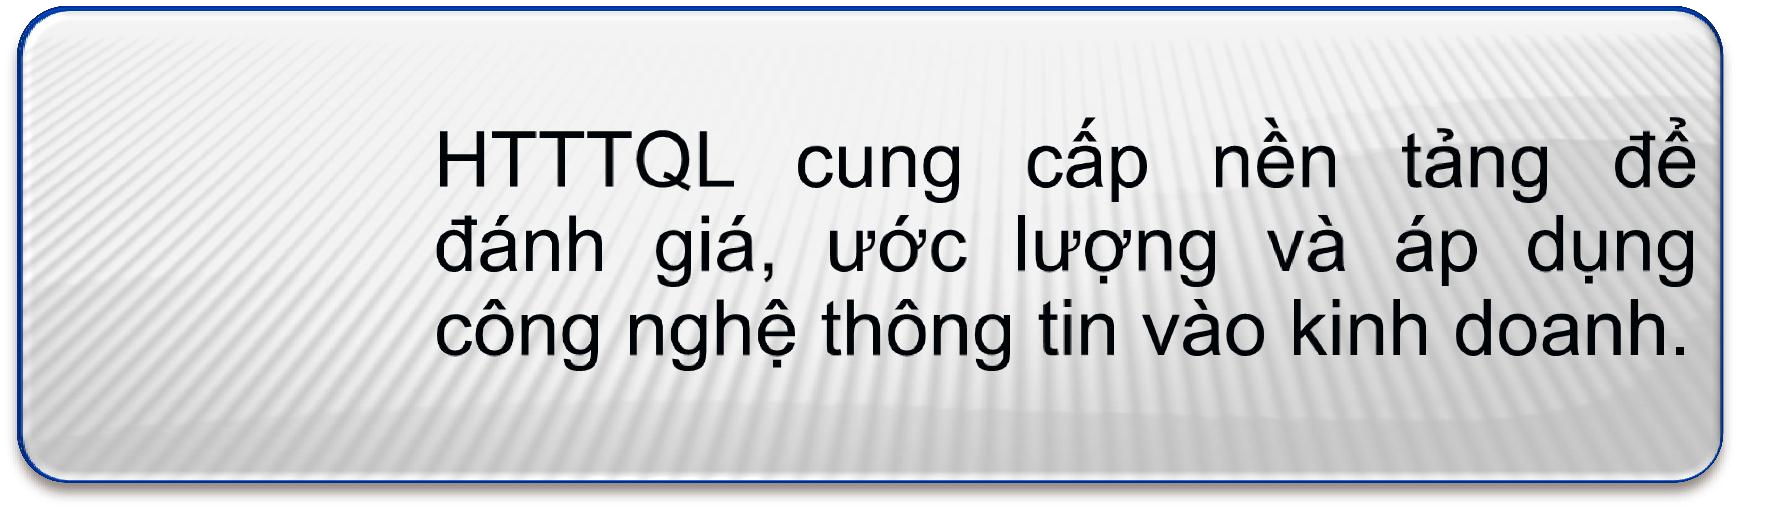 HTTTQL cung cấp nền tảng để
đánh giá, ước lượng và áp dụng
công nghệ thông tin vào kinh doanh.